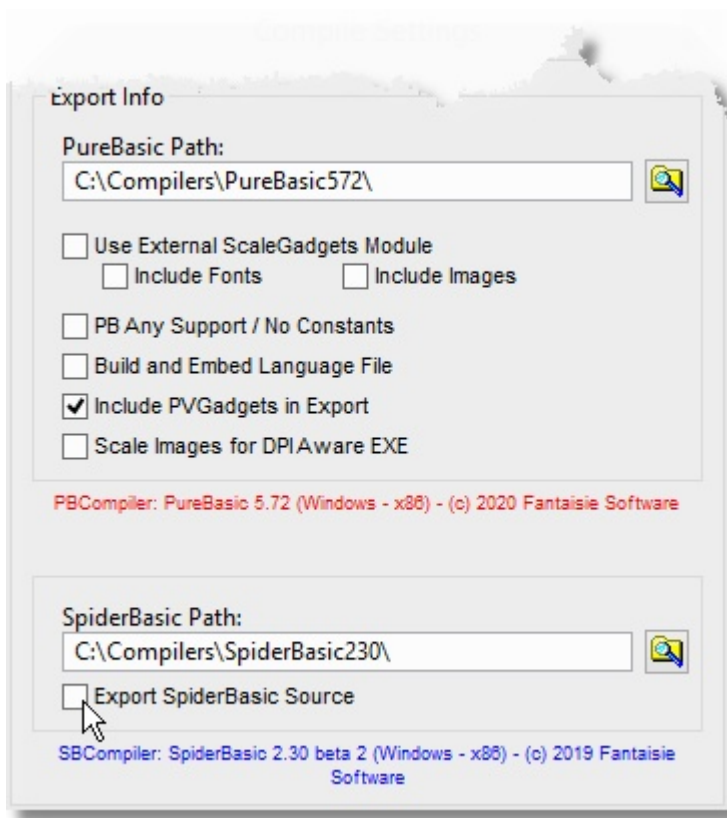 Compile Settings
Export Info
PureBasic Path:
C:\Compilers\PureBasic572\
Use External ScaleGadgets Module
Include Fonts Include Images
PB Any Support / No Constants
Build and Embed Language File
Include PVGadgets in Export
Scale Images for DPI Aware EXE
PBCompiler: PureBasic 5.72 (Windows - x86) - (c) 2020 Fantaisie Software
SpiderBasic Path:
C:\Compilers\SpiderBasic230\
Export SpiderBasic Source
SBCompiler: SpiderBasic 2.30 beta 2 (Windows - x86) - (c) 2019 Fantaisie
Software